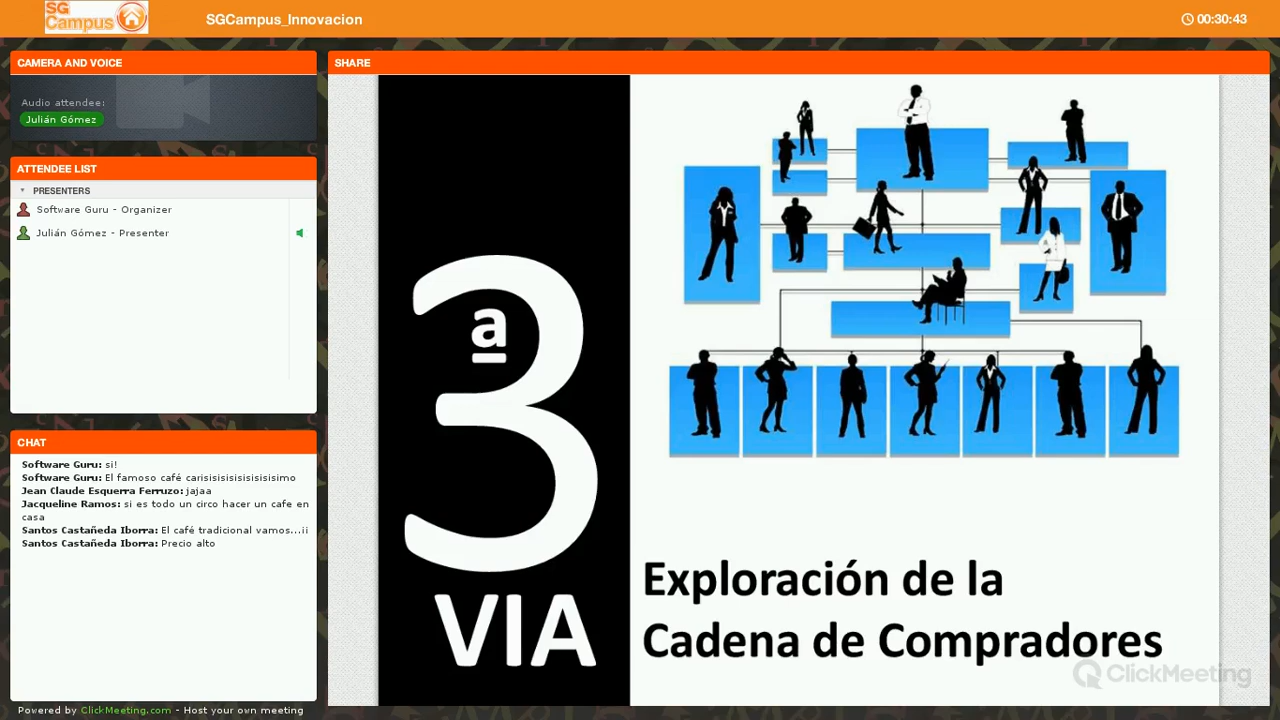 SG
Campus
SGCampus_Innovacion
00:30:43
CAMERA AND VOICE
Audio attendee:
Julián Gómez
ATTENDEE LIST
PRESENTERS
Software Guru - Organizer
Julián Gómez - Presenter
CHAT
Software Guru: si!
Software Guru: El famoso café carisisisisisisisisisimo
Jean Claude Esquerra Ferruzo: jajaa
Jacqueline Ramos: si es todo un circo hacer un cafe en
casa
Santos Castañeda Iborra: El café tradicional vamos...¡¡
Santos Castañeda Iborra: Precio alto
Powered by ClickMeeting.com - Host your own meeting
SHARE
3ª
VIA
Exploración de la
Cadena de Compradores
ClickMeeting